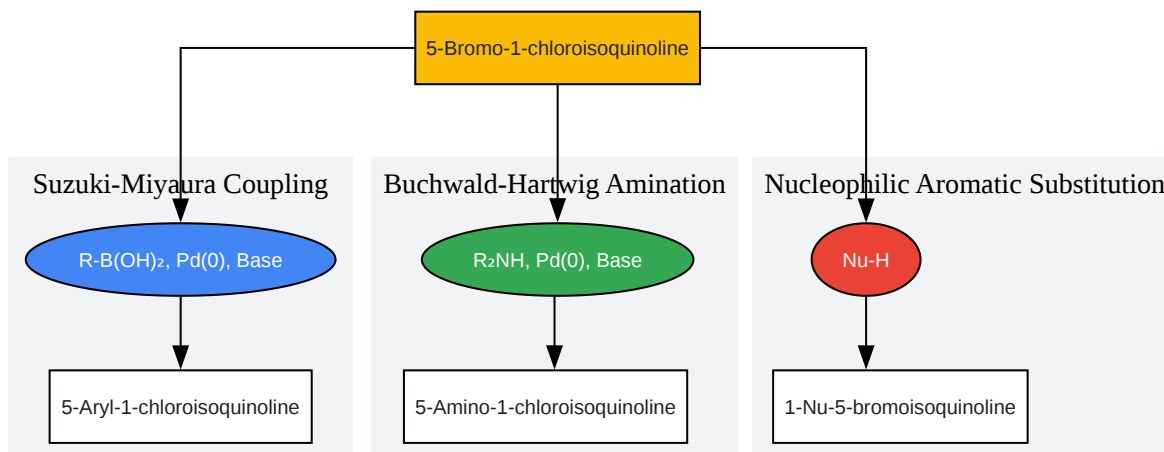 5-Bromo-1-chloroisoquinoline
Suzuki-Miyaura Coupling
Buchwald-Hartwig Amination
Nucleophilic Aromatic Substitution
R-B(OH)₂, Pd(0), Base
R₂NH, Pd(0), Base
Nu-H
5-Aryl-1-chloroisoquinoline
5-Amino-1-chloroisoquinoline
1-Nu-5-bromoisoquinoline